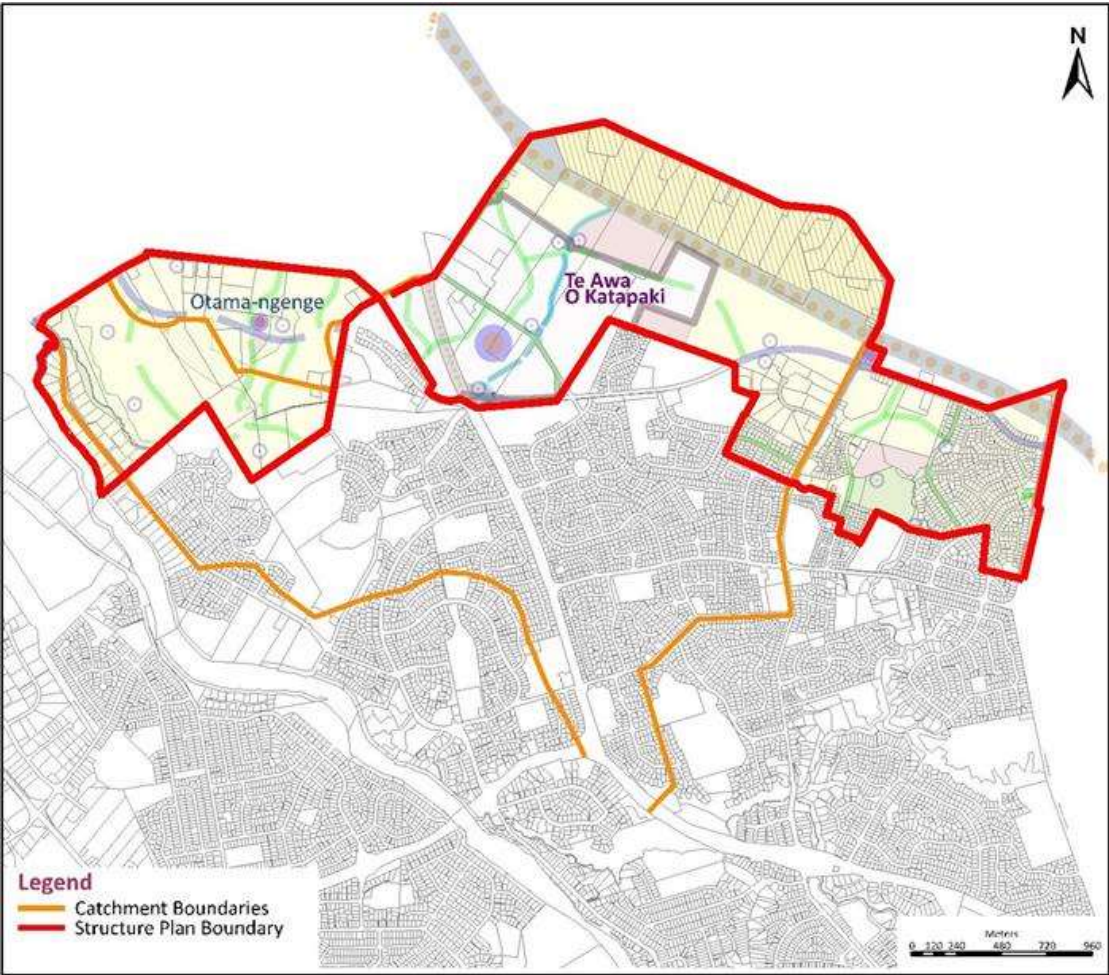 N
Otama-ngenge
Te Awa
O Katapaki
Legend
Catchment Boundaries
Structure Plan Boundary
Meters
0 120 240 480 720 960